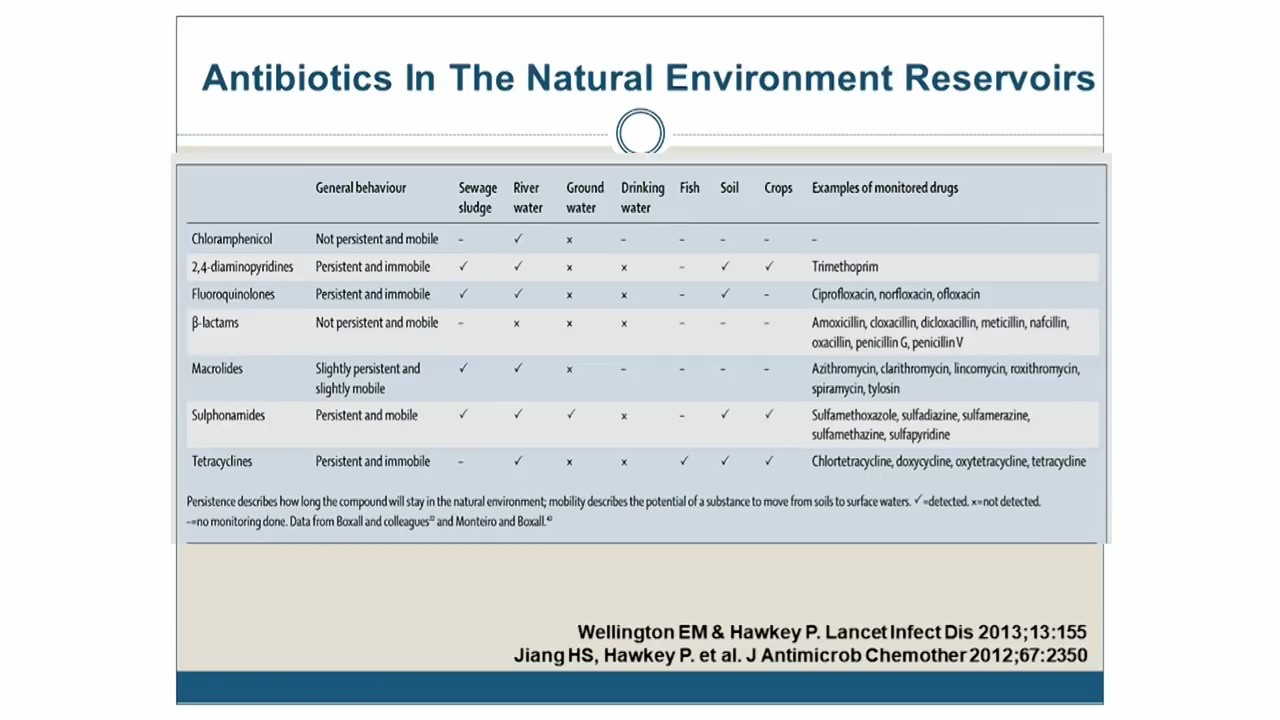 Antibiotics In The Natural Environment Reservoirs
General behaviour Sewage sludge River water Ground water Drinking water Fish Soil Crops Examples of monitored drugs
Chloramphenicol Not persistent and mobile – ✓ × – – – – –
2,4-diaminopyridines Persistent and immobile ✓ ✓ × × – ✓ ✓ Trimethoprim
Fluoroquinolones Persistent and immobile ✓ ✓ × × – ✓ – Ciprofloxacin, norfloxacin, ofloxacin
β-lactams Not persistent and mobile – × × × – – – Amoxicillin, cloxacillin, dicloxacillin, meticillin, nafcillin,
oxacillin, penicillin G, penicillin V
Macrolides Slightly persistent and slightly mobile ✓ ✓ × – – – – Azithromycin, clarithromycin, lincomycin, roxithromycin,
spiramycin, tylosin
Sulphonamides Persistent and mobile ✓ ✓ ✓ × – ✓ ✓ Sulfamethoxazole, sulfadiazine, sulfamerazine,
sulfamethazine, sulfapyridine
Tetracyclines Persistent and immobile – ✓ × × ✓ ✓ ✓ Chlortetracycline, doxycycline, oxytetracycline, tetracycline
Persistence describes how long the compound will stay in the natural environment; mobility describes the potential of a substance to move from soils to surface waters. ✓=detected. ×=not detected.
–=no monitoring done. Data from Boxall and colleagues and Monteiro and Boxall.
Wellington EM & Hawkey P. Lancet Infect Dis 2013;13:155
Jiang HS, Hawkey P. et al. J Antimicrob Chemother 2012;67:2350